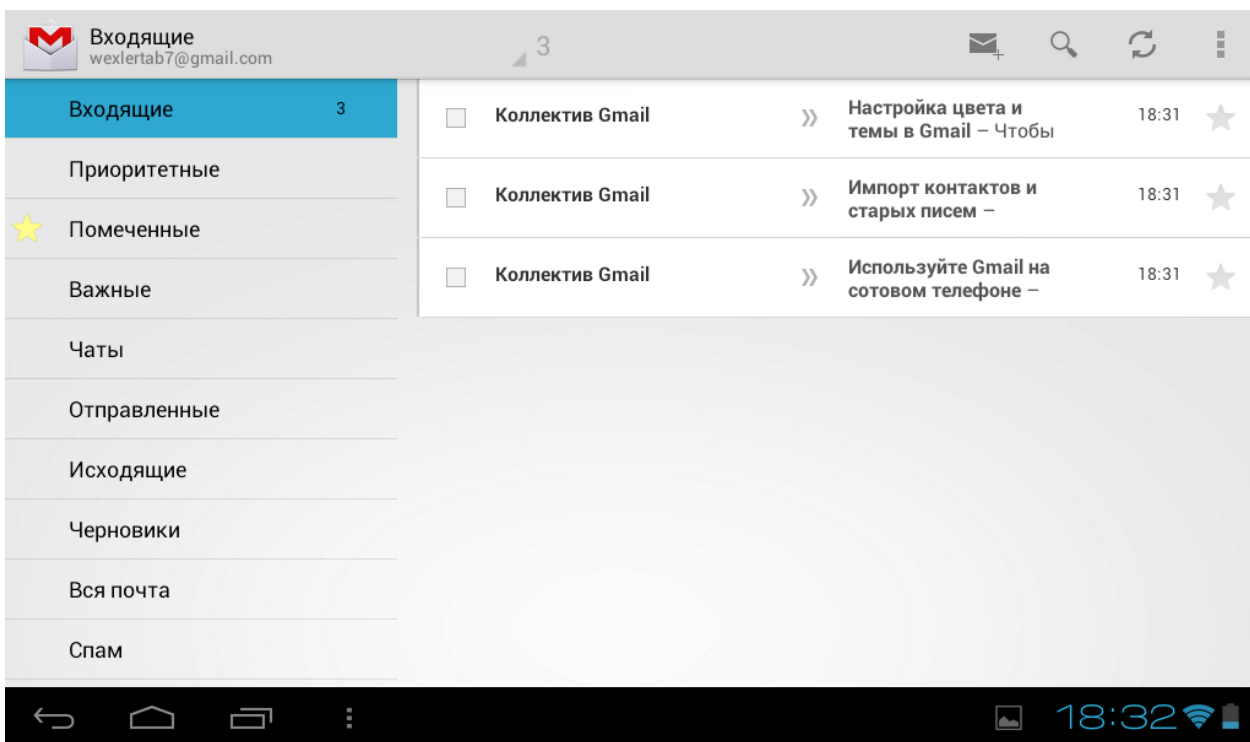 Входящие
wexlertab7@gmail.com
3
Входящие 3
Приоритетные
Помеченные
Важные
Чаты
Отправленные
Исходящие
Черновики
Вся почта
Спам
Коллектив Gmail » Настройка цвета и 18:31
темы в Gmail – Чтобы
Коллектив Gmail » Импорт контактов и 18:31
старых писем –
Коллектив Gmail » Используйте Gmail на 18:31
сотовом телефоне –
18:32